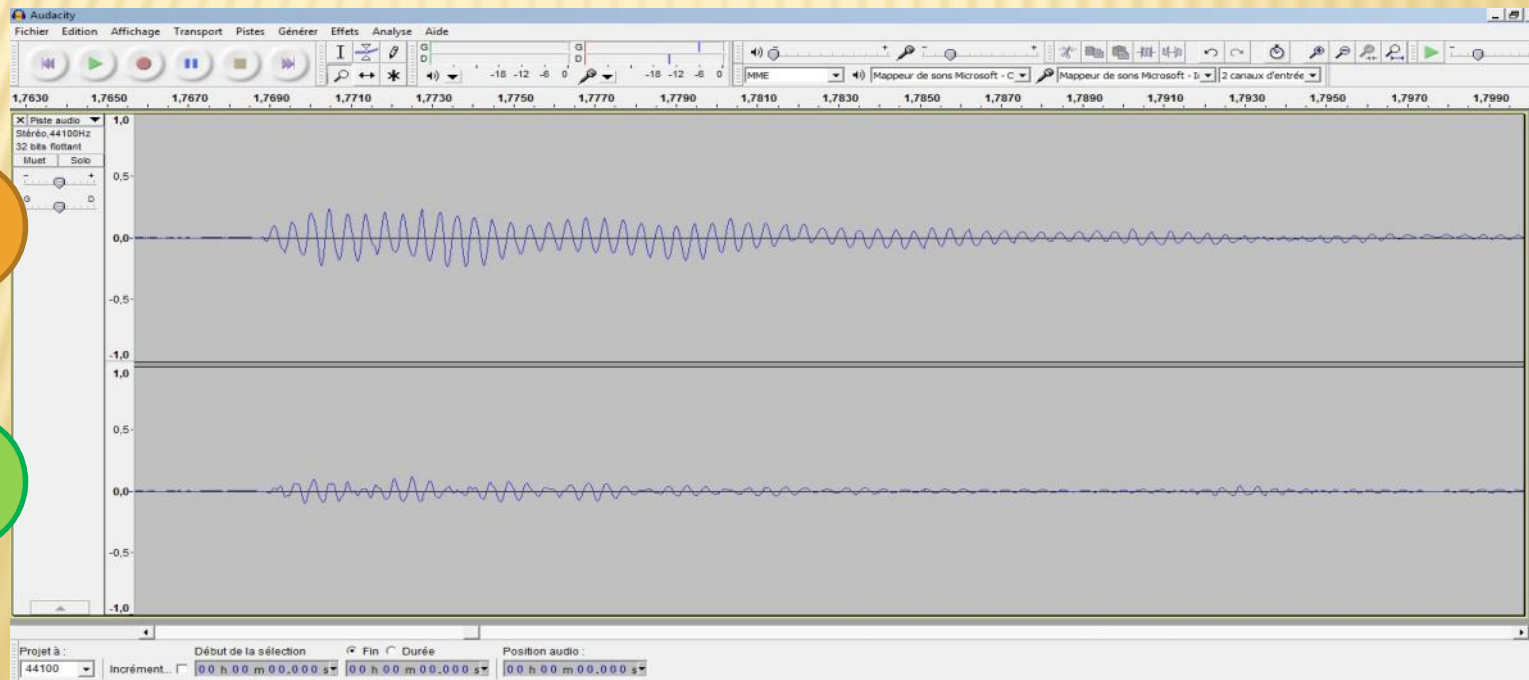 Audacity
Fichier Edition Affichage Transport Pistes Générer Effets Analyse Aide
G
D
-18 -12 -6 0
G
D
-18 -12 -6 0
MME
Mappeur de sons Microsoft - C
Mappeur de sons Microsoft - I
2 canaux d'entrée
1,7630 1,7650 1,7670 1,7690 1,7710 1,7730 1,7750 1,7770 1,7790 1,7810 1,7830 1,7850 1,7870 1,7890 1,7910 1,7930 1,7950 1,7970 1,7990
Piste audio
Stéréo,44100Hz
32 bits flottant
Muet Solo
- +
G D
1,0
0,5
0,0
-0,5
-1,0
1,0
0,5
0,0
-0,5
-1,0
Projet à : Début de la sélection Fin Durée Position audio :
44100 Incrément... 00 h 00 m 00.000 s 00 h 00 m 00.000 s 00 h 00 m 00.000 s